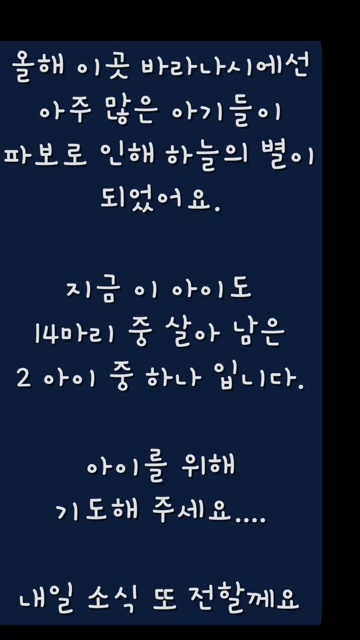 올해 이곳 바라나시에선
아주 많은 아기들이
파보로 인해 하늘의 별이
되었어요.
지금 이 아이도
14마리 중 살아 남은
2 아이 중 하나 입니다.
아이를 위해
기도해 주세요....
내일 소식 또 전할께요